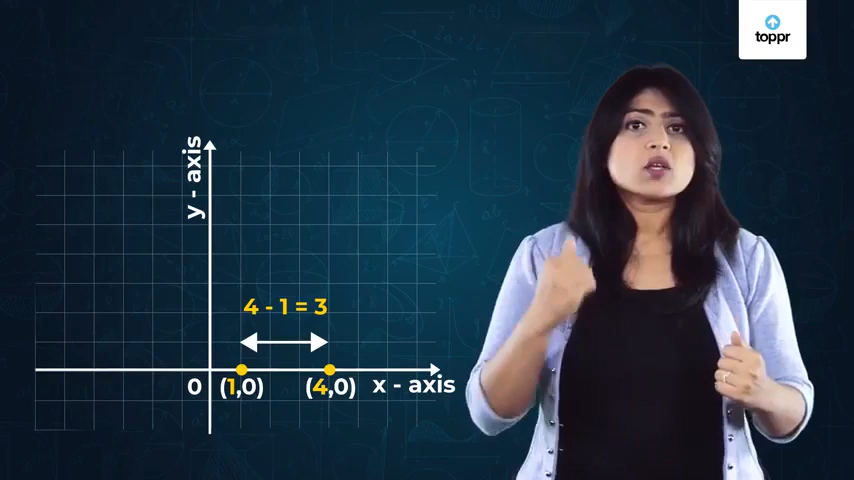 toppr
y - axis
4 - 1 = 3
0 (1,0) (4,0) x - axis